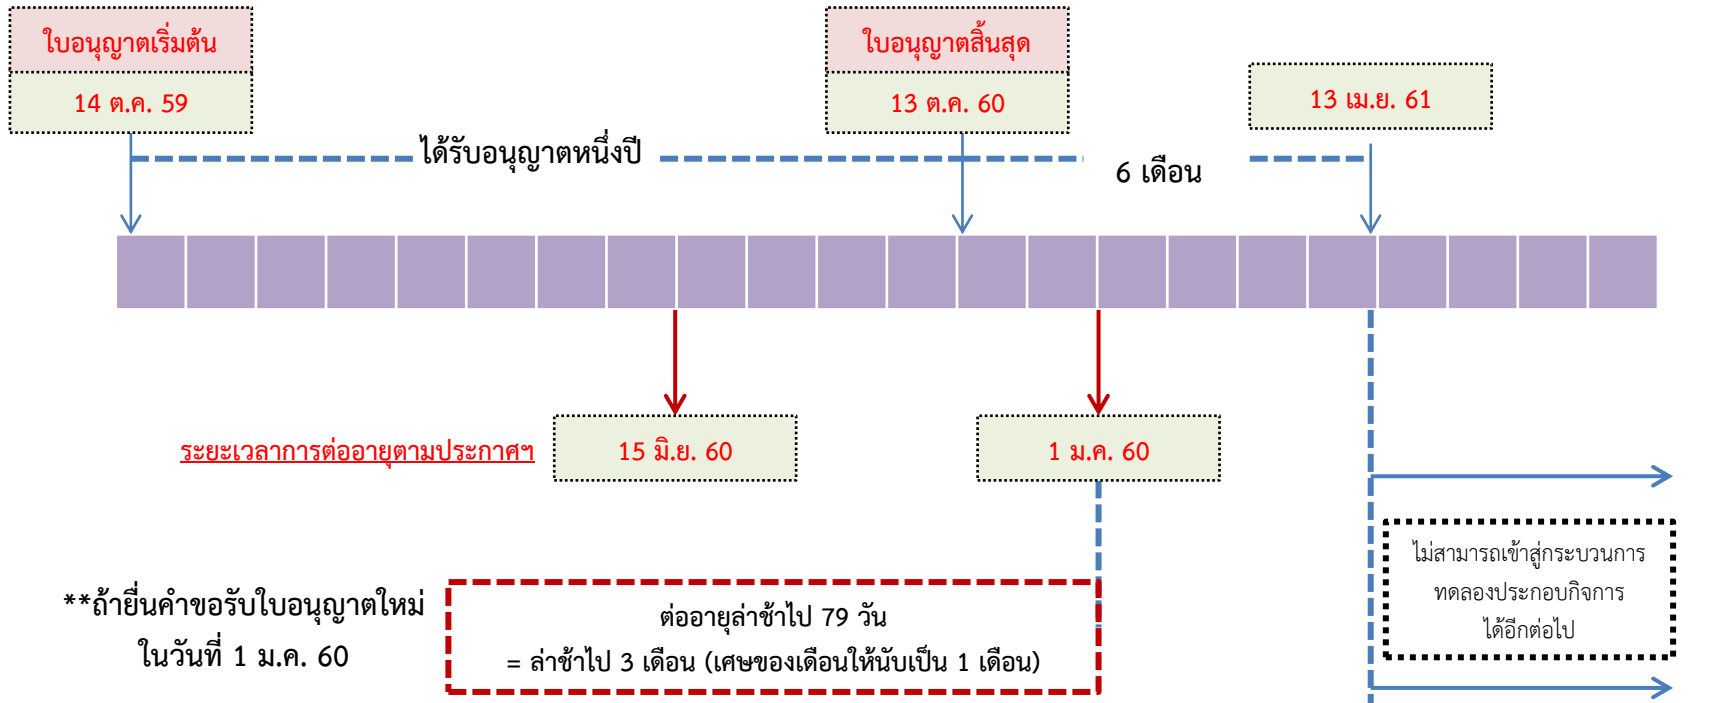 ใบอนุญาตเริ่มต้น
14 ต.ค. 59
ใบอนุญาตสิ้นสุด
13 ต.ค. 60
13 เม.ย. 61
ได้รับอนุญาตหนึ่งปี
6 เดือน
ระยะเวลาการต่ออายุตามประกาศฯ
15 มิ.ย. 60
1 ม.ค. 60
**ถ้ายื่นคำขอรับใบอนุญาตใหม่
ในวันที่ 1 ม.ค. 60
ต่ออายุล่าช้าไป 79 วัน
= ล่าช้าไป 3 เดือน (เศษของเดือนให้นับเป็น 1 เดือน)
ไม่สามารถเข้าสู่กระบวนการ
ทดลองประกอบกิจการ
ได้อีกต่อไป